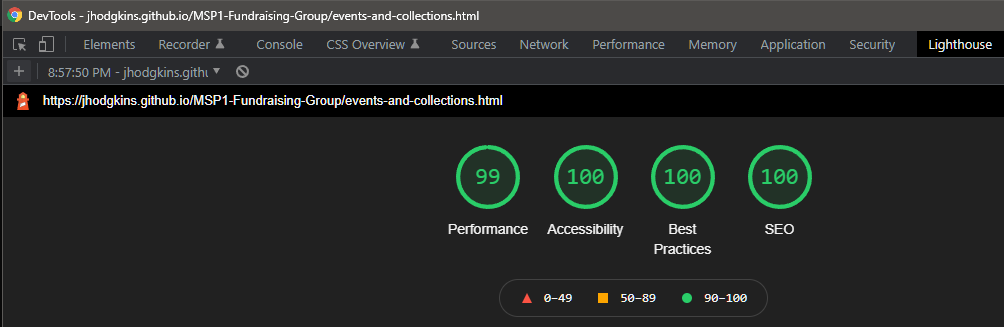 DevTools - jhodgkins.github.io/MSP1-Fundraising-Group/events-and-collections.html
Elements Recorder Console CSS Overview Sources Network Performance Memory Application Security Lighthouse
8:57:50 PM - jhodgkins.githu
https://jhodgkins.github.io/MSP1-Fundraising-Group/events-and-collections.html
99 100 100 100
Performance Accessibility Best Practices SEO
0–49 50–89 90–100